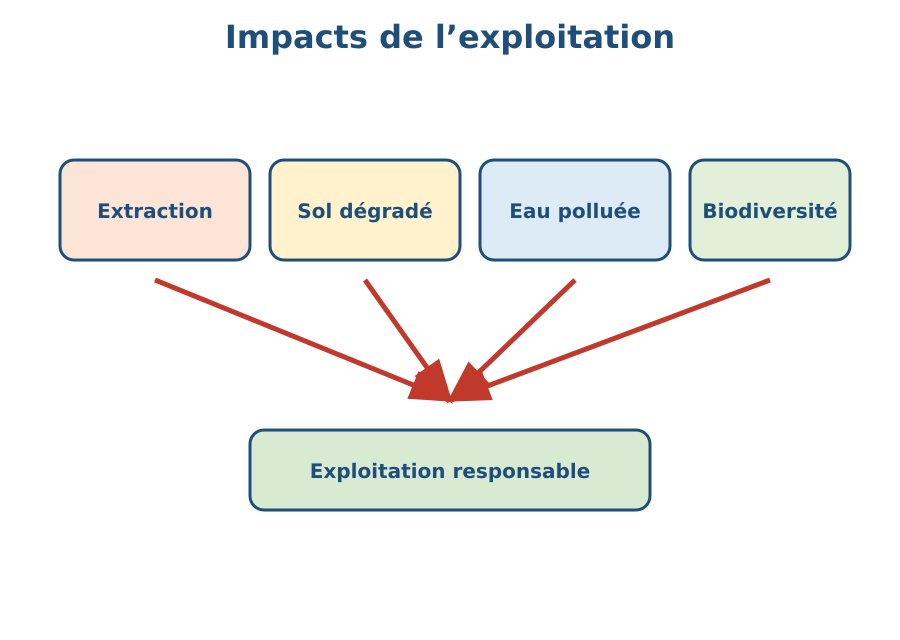 Impacts de l’exploitation
Extraction
Sol dégradé
Eau polluée
Biodiversité
Exploitation responsable